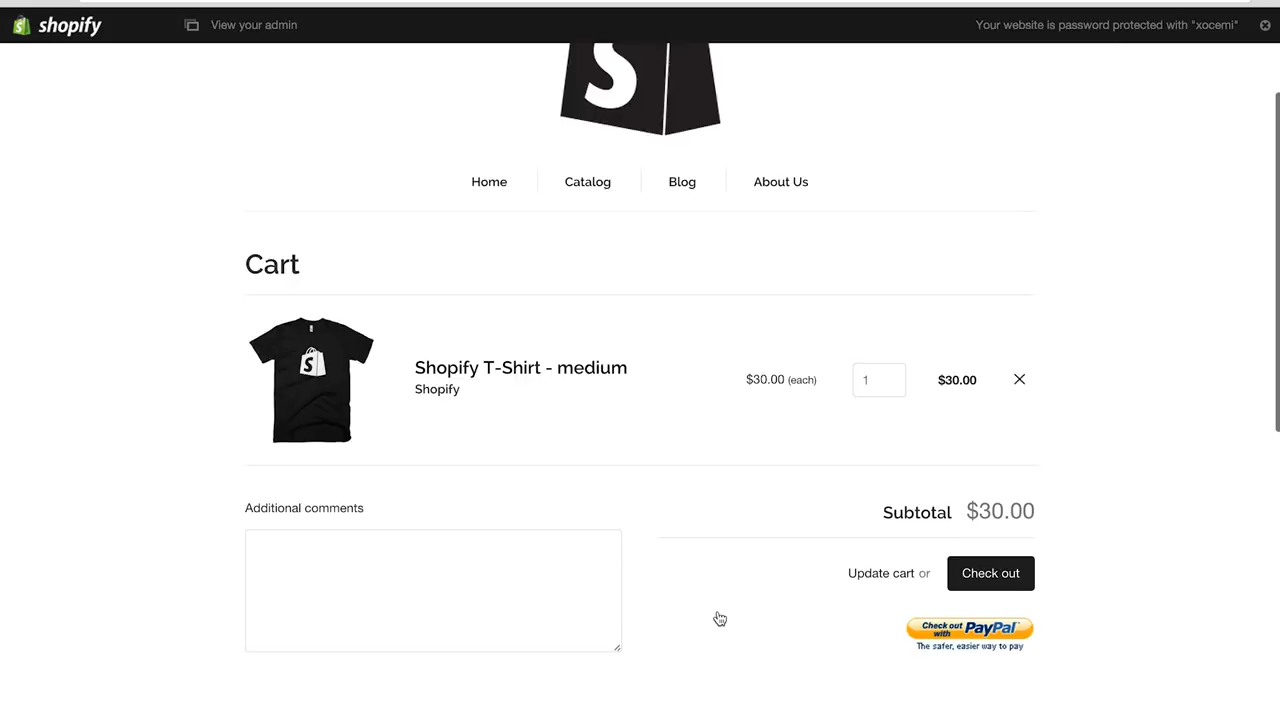 shopify
View your admin
Your website is password protected with "xocemi"
S
Home
Catalog
Blog
About Us
Cart
S
Shopify T-Shirt - medium
Shopify
$30.00 (each)
1
$30.00
Additional comments
Subtotal $30.00
Update cart or
Check out
Check out with PayPal
The safer, easier way to pay